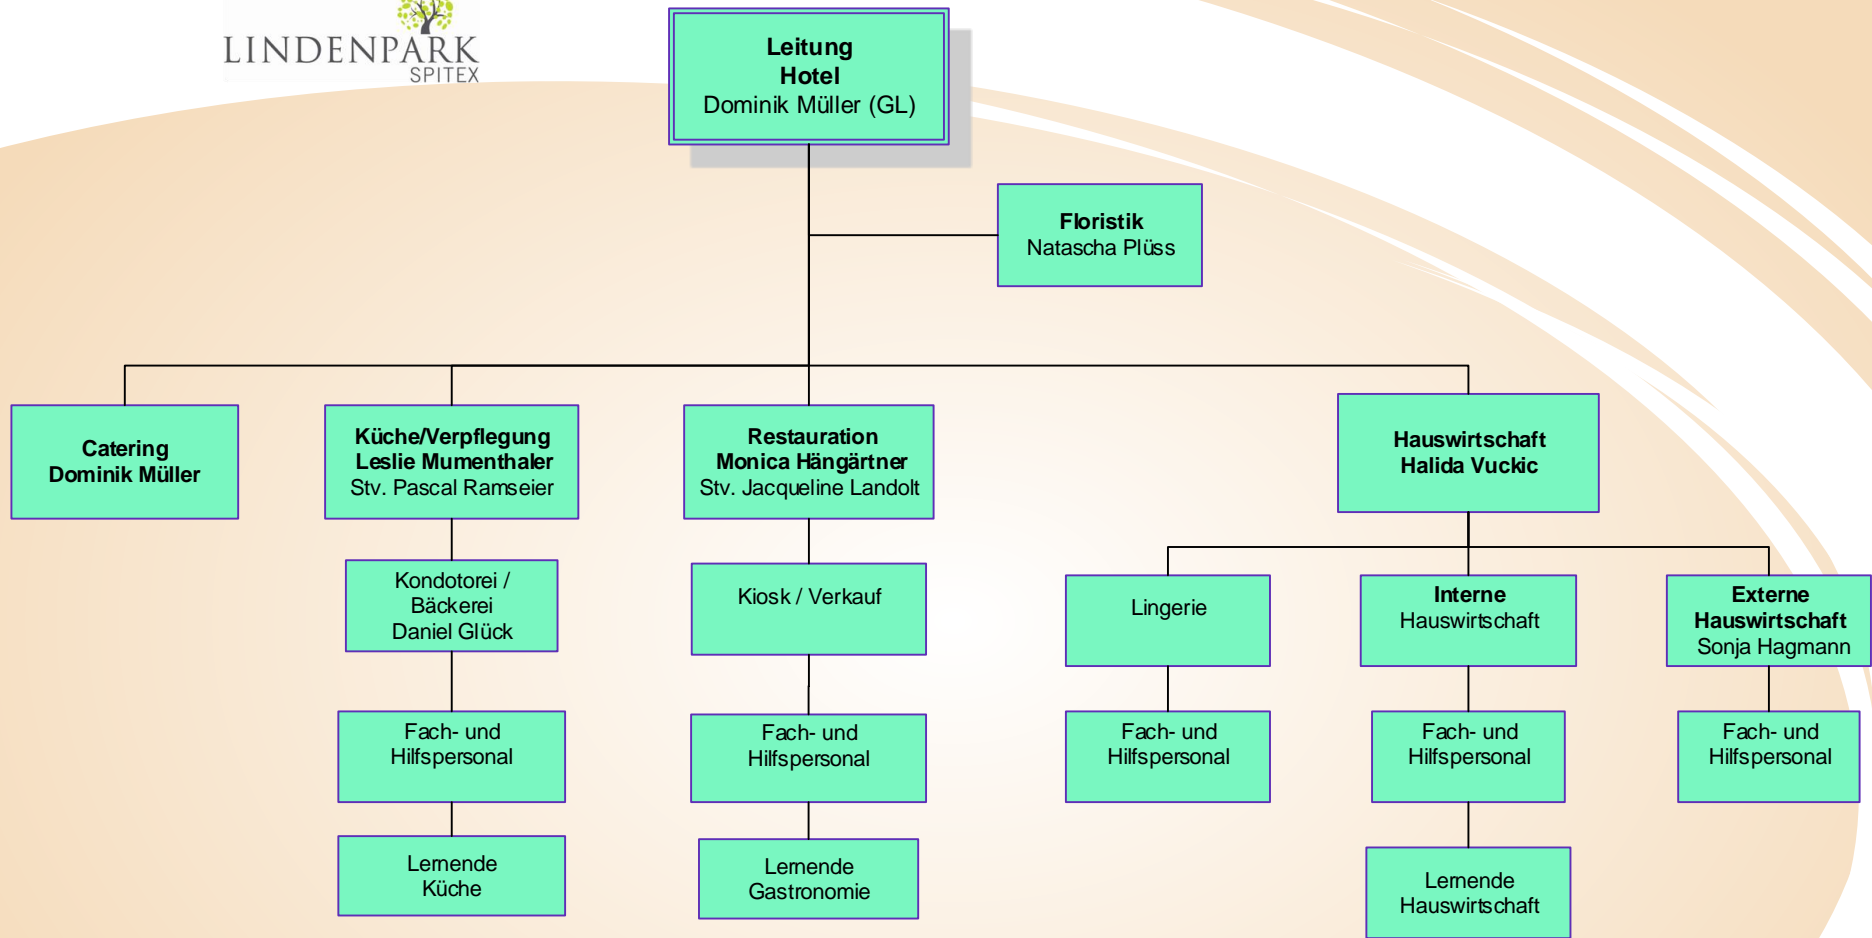 LINDENPARK
SPITEX
Leitung
Hotel
Dominik Müller (GL)
Floristik
Natascha Plüss
Catering
Dominik Müller
Küche/Verpflegung
Leslie Mumenthaler
Stv. Pascal Ramseier
Restauration
Monica Hängärtner
Stv. Jacqueline Landolt
Hauswirtschaft
Halida Vuckic
Kondotorei /
Bäckerei
Daniel Glück
Kiosk / Verkauf
Lingerie
Interne
Hauswirtschaft
Externe
Hauswirtschaft
Sonja Hagmann
Fach- und
Hilfspersonal
Fach- und
Hilfspersonal
Fach- und
Hilfspersonal
Fach- und
Hilfspersonal
Fach- und
Hilfspersonal
Lernende
Küche
Lernende
Gastronomie
Lernende
Hauswirtschaft